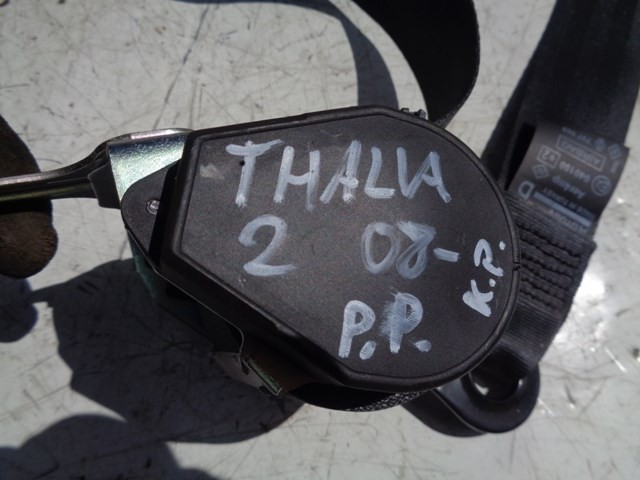 THALIA
2 08-
P.P.
K.P.